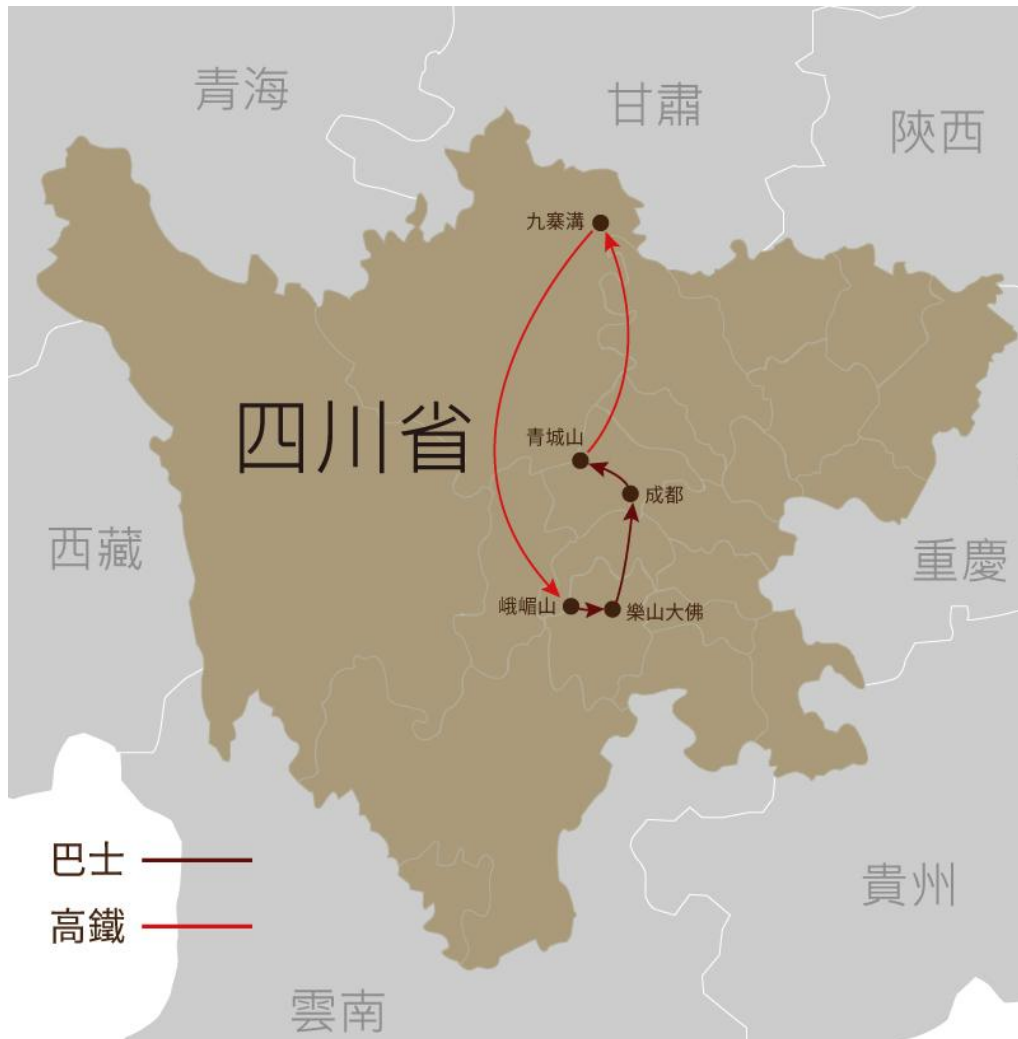 青海
甘肅
陝西
九寨溝
四川省
青城山
成都
西藏
重慶
峨嵋山
樂山大佛
巴士
高鐵
貴州
雲南